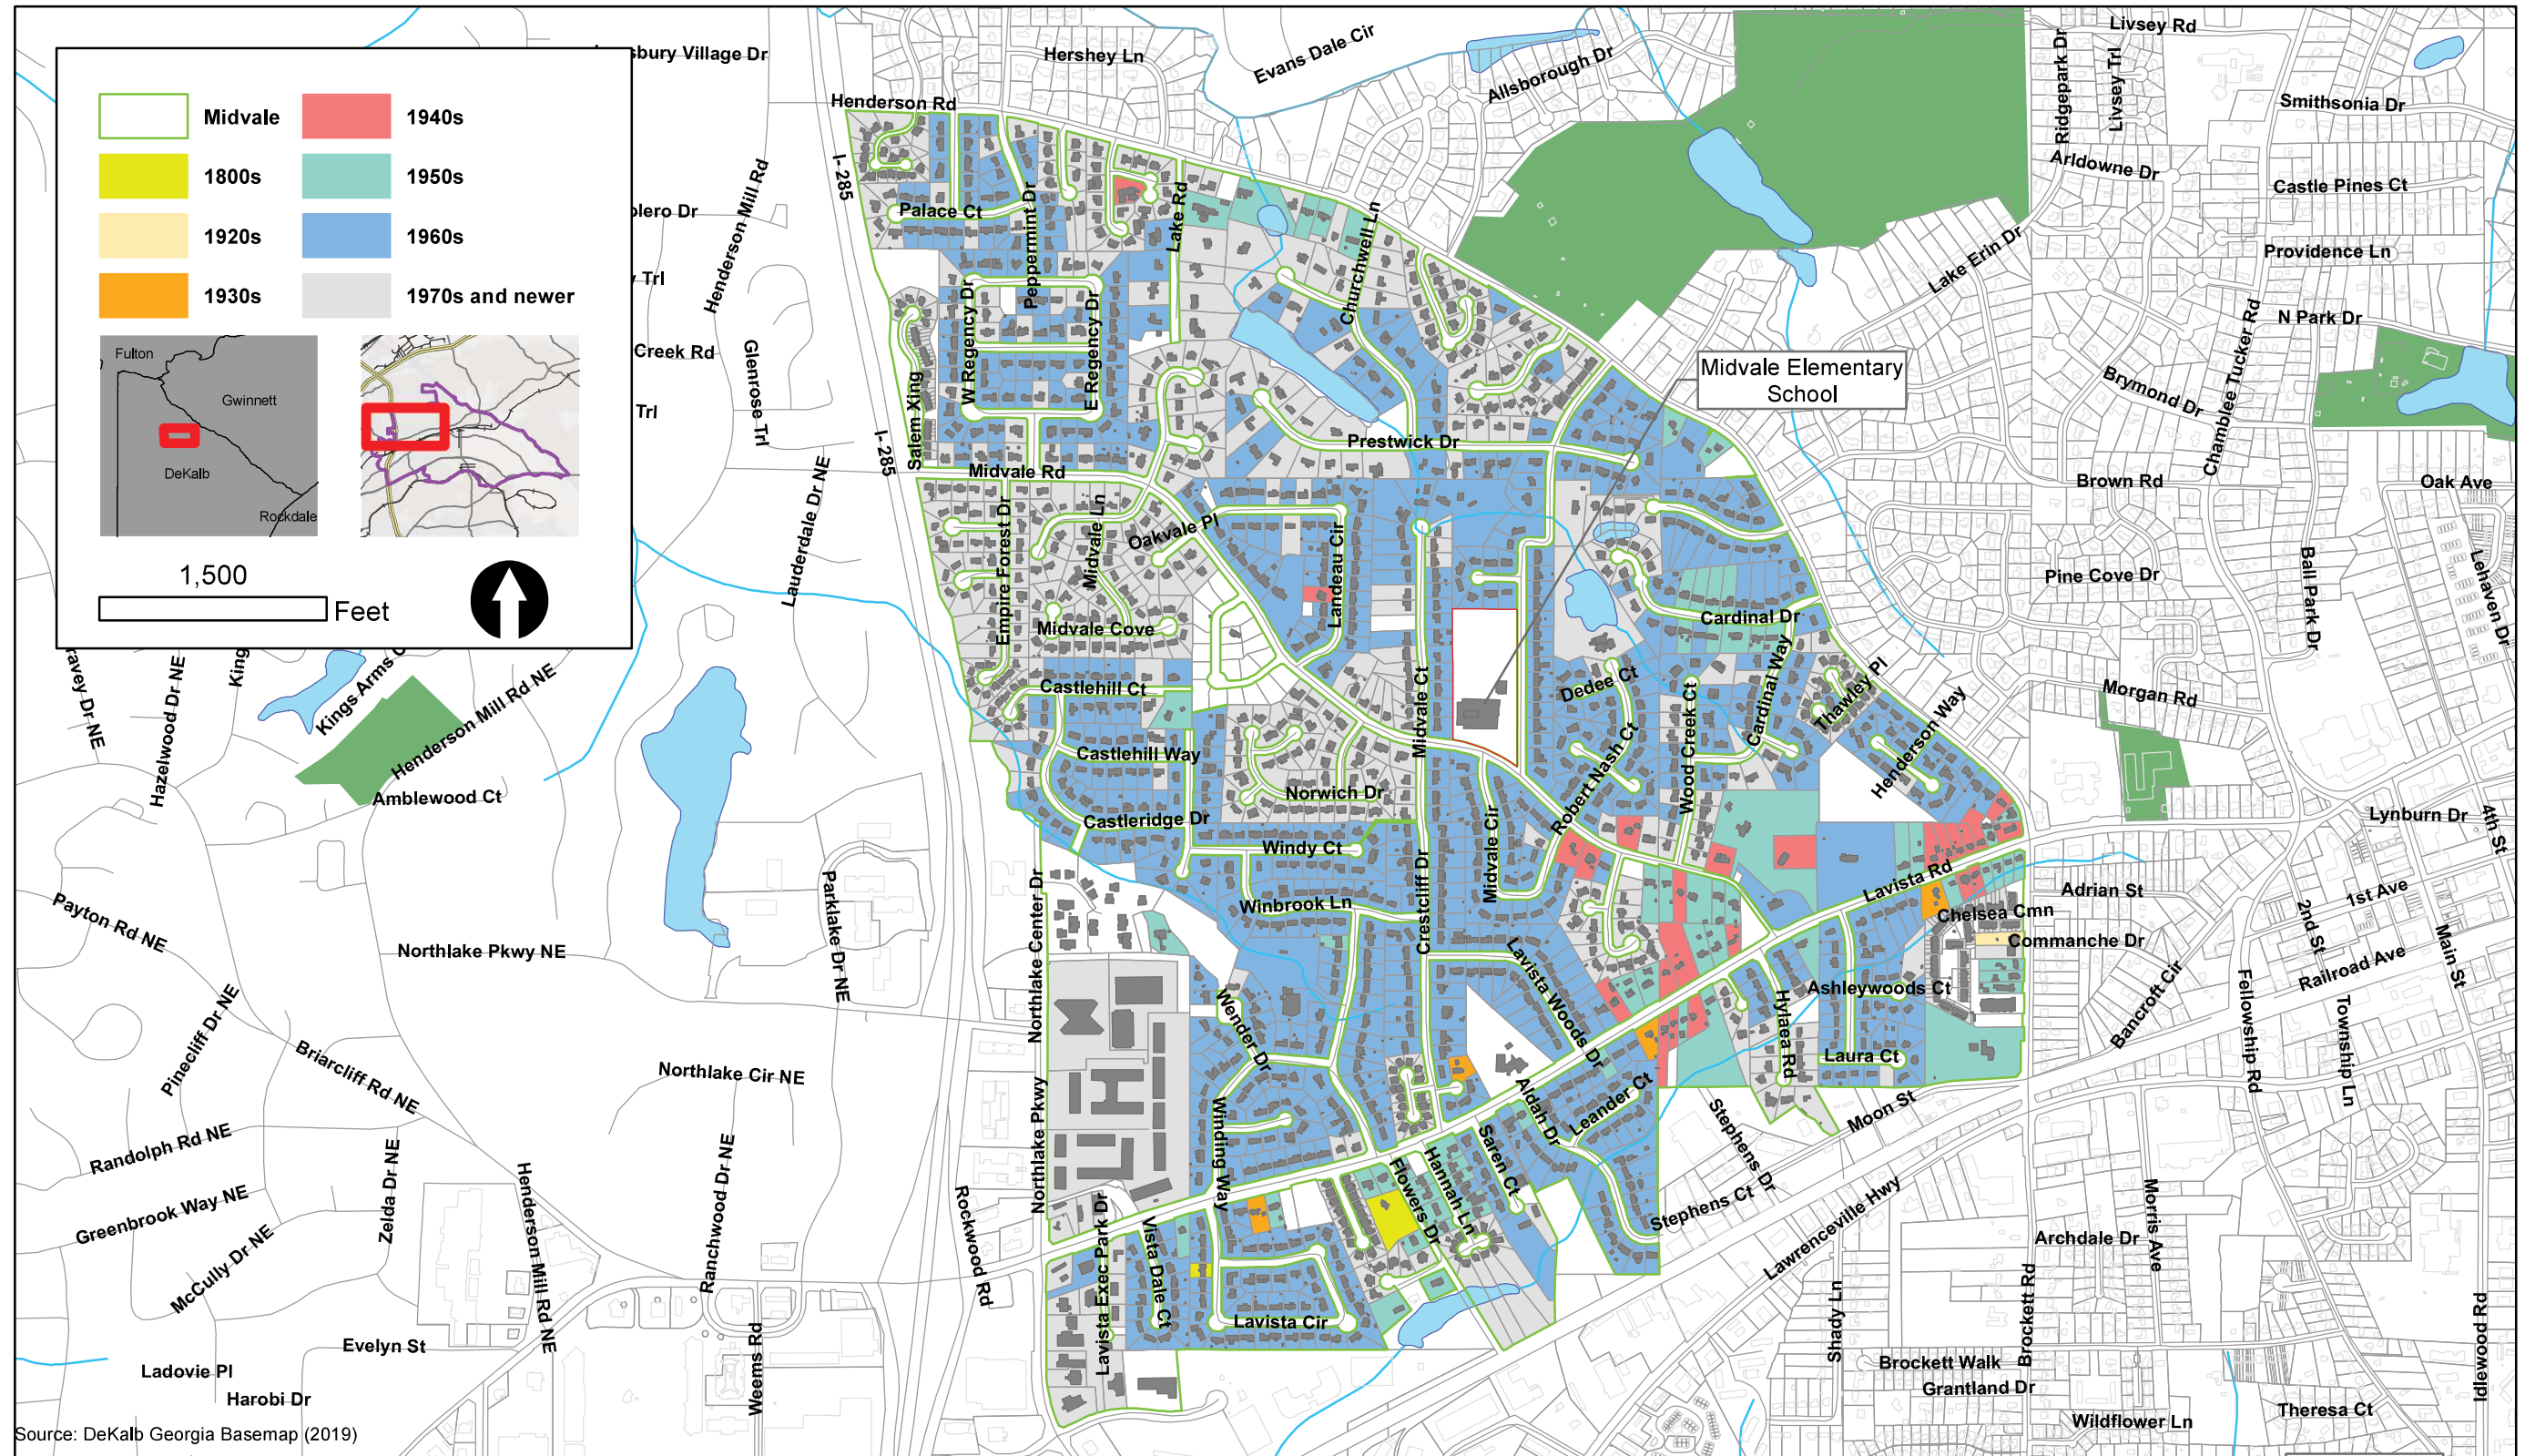 Midvale
1800s
1920s
1930s
1940s
1950s
1960s
1970s and newer
Fulton
Gwinnett
DeKalb
Rockdale
1,500
Feet
sbury Village Dr
Hershey Ln
Evans Dale Cir
Allsborough Dr
Livsey Rd
Livsey Trl
Ridgepark Dr
Smithsonia Dr
Arldowne Dr
Castle Pines Ct
Providence Ln
Lake Erin Dr
N Park Dr
Chamblee Tucker Rd
Brymond Dr
Brown Rd
Oak Ave
Pine Cove Dr
Ball Park Dr
Lehaven Dr
Morgan Rd
Henderson Rd
I-285
Henderson Mill Rd
olero Dr
Trl
Creek Rd
Trl
Glenrose Trl
I-285
Palace Ct
Peppermint Dr
Lake Rd
Churchwell Ln
W Regency Dr
E Regency Dr
Salem Xing
Prestwick Dr
Midvale Elementary
School
Midvale Rd
Lauderdale Dr NE
Empire Forest Dr
Midvale Ln
Oakvale Pl
Landeau Cir
Midvale Cove
Cardinal Dr
Cardinal Way
Midvale Ct
Dedee Ct
Thawley Pl
Henderson Way
Wood Creek Ct
Robert Nash Ct
Castlehill Ct
Castlehill Way
Norwich Dr
Castleridge Dr
Windy Ct
Midvale Cir
Crestcliff Dr
Winbrook Ln
Lavista Rd
Lynburn Dr
4th St
Adrian St
1st Ave
2nd St
Chelsea Cmn
Commanche Dr
Main St
Railroad Ave
Ashleywoods Ct
Bancroft Cir
Fellowship Rd
Township Ln
Hylaea Rd
Laura Ct
Moon St
Lavista Woods Dr
Wender Dr
Winding Way
Aldah Dr
Leander Ct
Saren Ct
Hannah Ln
Flowers Dr
Stephens Dr
Stephens Ct
Lawrenceville Hwy
Lavista Cir
Vista Dale Ct
Lavista Exec Park Dr
Northlake Center Dr
Northlake Pkwy
Rockwood Rd
Parklake Dr NE
Northlake Pkwy NE
Northlake Cir NE
Ranchwood Dr NE
Weems Rd
ravey Dr NE
Hazelwood Dr NE
King
Kings Arms
Henderson Mill Rd NE
Amblewood Ct
Payton Rd NE
Pinecliff Dr NE
Briarcliff Rd NE
Randolph Rd NE
Greenbrook Way NE
Zelda Dr NE
McCully Dr NE
Henderson Mill Rd NE
Evelyn St
Ladovie Pl
Harobi Dr
Shady Ln
Archdale Dr
Morris Ave
Brockett Rd
Brockett Walk
Grantland Dr
Wildflower Ln
Theresa Ct
Idlewood Rd
Source: DeKalb Georgia Basemap (2019)